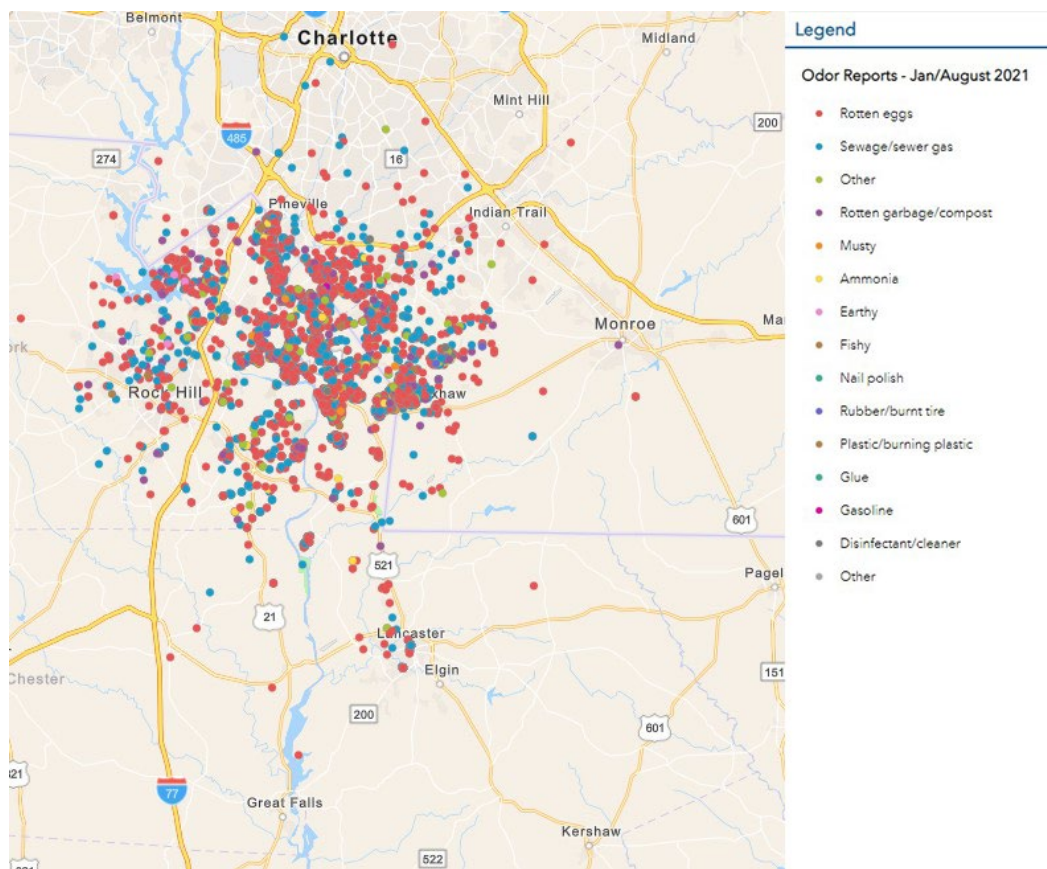 Belmont
Charlotte
Midland
Mint Hill
485
274
16
200
Pineville
Indian Trail
Monroe
Rock Hill
xhaw
601
521
21
Lancaster
Elgin
Chester
200
151
601
77
Great Falls
Kershaw
522
Legend
Odor Reports - Jan/August 2021
Rotten eggs
Sewage/sewer gas
Other
Rotten garbage/compost
Musty
Ammonia
Earthy
Fishy
Nail polish
Rubber/burnt tire
Plastic/burning plastic
Glue
Gasoline
Disinfectant/cleaner
Other